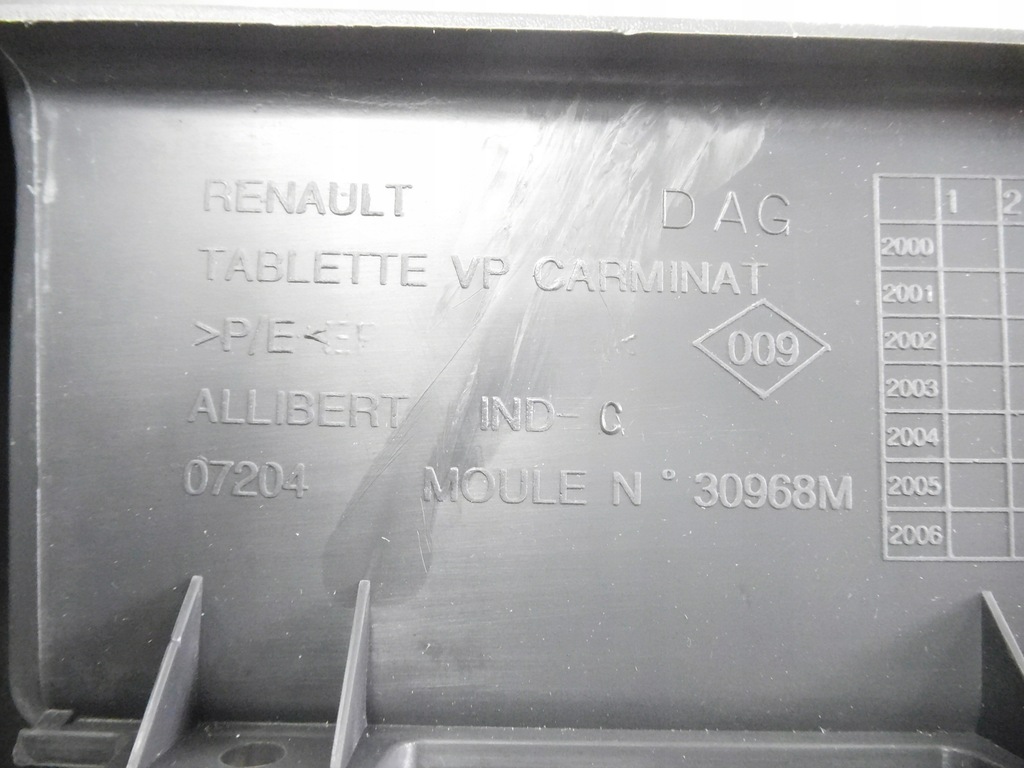 RENAULT DAG
TABLETTE VP CARMINAT
>P/E<
009
ALLIBERT IND-
07204 MOULE N° 30968M
1 2
2000
2001
2002
2003
2004
2005
2006